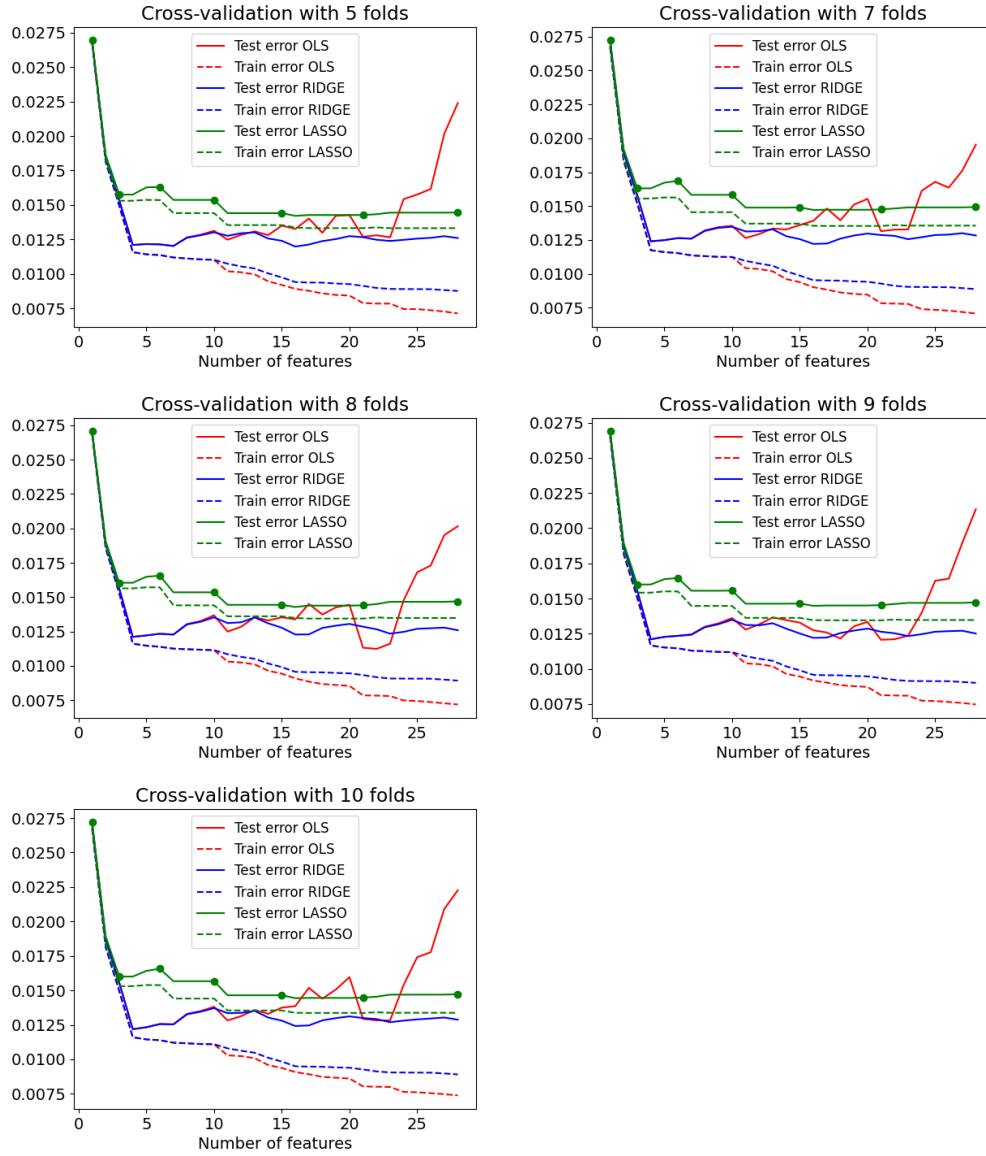 Cross-validation with 5 folds
0.0275
0.0250
0.0225
0.0200
0.0175
0.0150
0.0125
0.0100
0.0075
Test error OLS
Train error OLS
Test error RIDGE
Train error RIDGE
Test error LASSO
Train error LASSO
0 5 10 15 20 25
Number of features
Cross-validation with 7 folds
0.0275
0.0250
0.0225
0.0200
0.0175
0.0150
0.0125
0.0100
0.0075
Test error OLS
Train error OLS
Test error RIDGE
Train error RIDGE
Test error LASSO
Train error LASSO
0 5 10 15 20 25
Number of features
Cross-validation with 8 folds
0.0275
0.0250
0.0225
0.0200
0.0175
0.0150
0.0125
0.0100
0.0075
Test error OLS
Train error OLS
Test error RIDGE
Train error RIDGE
Test error LASSO
Train error LASSO
0 5 10 15 20 25
Number of features
Cross-validation with 9 folds
0.0275
0.0250
0.0225
0.0200
0.0175
0.0150
0.0125
0.0100
0.0075
Test error OLS
Train error OLS
Test error RIDGE
Train error RIDGE
Test error LASSO
Train error LASSO
0 5 10 15 20 25
Number of features
Cross-validation with 10 folds
0.0275
0.0250
0.0225
0.0200
0.0175
0.0150
0.0125
0.0100
0.0075
Test error OLS
Train error OLS
Test error RIDGE
Train error RIDGE
Test error LASSO
Train error LASSO
0 5 10 15 20 25
Number of features